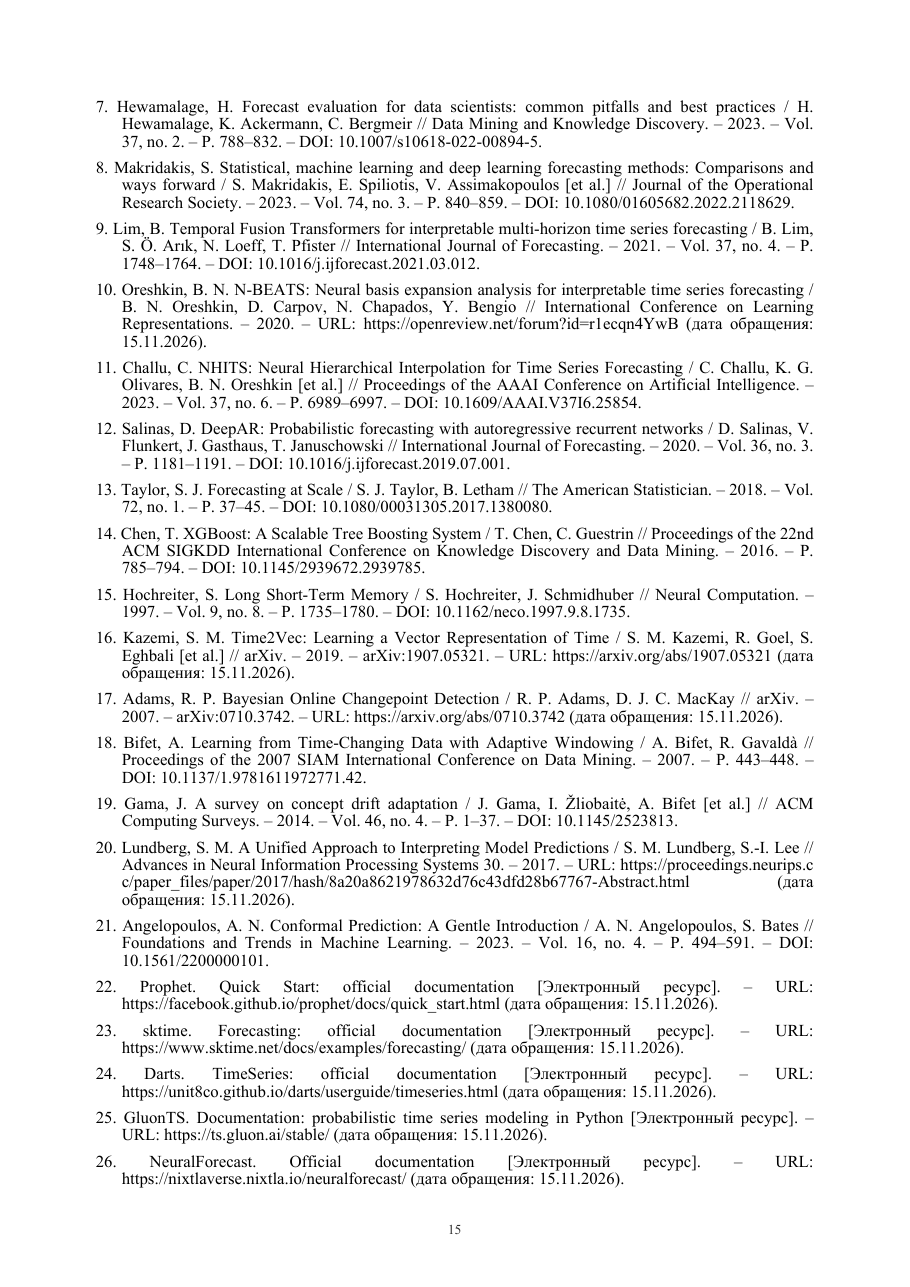 7. Hewamalage, H. Forecast evaluation for data scientists: common pitfalls and best practices / H.
Hewamalage, K. Ackermann, C. Bergmeir // Data Mining and Knowledge Discovery. – 2023. – Vol.
37, no. 2. – P. 788–832. – DOI: 10.1007/s10618-022-00894-5.
8. Makridakis, S. Statistical, machine learning and deep learning forecasting methods: Comparisons and
ways forward / S. Makridakis, E. Spiliotis, V. Assimakopoulos [et al.] // Journal of the Operational
Research Society. – 2023. – Vol. 74, no. 3. – P. 840–859. – DOI: 10.1080/01605682.2022.2118629.
9. Lim, B. Temporal Fusion Transformers for interpretable multi-horizon time series forecasting / B. Lim,
S. Ö. Arık, N. Loeff, T. Pfister // International Journal of Forecasting. – 2021. – Vol. 37, no. 4. – P.
1748–1764. – DOI: 10.1016/j.ijforecast.2021.03.012.
10. Oreshkin, B. N. N-BEATS: Neural basis expansion analysis for interpretable time series forecasting /
B. N. Oreshkin, D. Carpov, N. Chapados, Y. Bengio // International Conference on Learning
Representations. – 2020. – URL: https://openreview.net/forum?id=r1ecqn4YwB (дата обращения:
15.11.2026).
11. Challu, C. NHITS: Neural Hierarchical Interpolation for Time Series Forecasting / C. Challu, K. G.
Olivares, B. N. Oreshkin [et al.] // Proceedings of the AAAI Conference on Artificial Intelligence. –
2023. – Vol. 37, no. 6. – P. 6989–6997. – DOI: 10.1609/AAAI.V37I6.25854.
12. Salinas, D. DeepAR: Probabilistic forecasting with autoregressive recurrent networks / D. Salinas, V.
Flunkert, J. Gasthaus, T. Januschowski // International Journal of Forecasting. – 2020. – Vol. 36, no. 3.
– P. 1181–1191. – DOI: 10.1016/j.ijforecast.2019.07.001.
13. Taylor, S. J. Forecasting at Scale / S. J. Taylor, B. Letham // The American Statistician. – 2018. – Vol.
72, no. 1. – P. 37–45. – DOI: 10.1080/00031305.2017.1380080.
14. Chen, T. XGBoost: A Scalable Tree Boosting System / T. Chen, C. Guestrin // Proceedings of the 22nd
ACM SIGKDD International Conference on Knowledge Discovery and Data Mining. – 2016. – P.
785–794. – DOI: 10.1145/2939672.2939785.
15. Hochreiter, S. Long Short-Term Memory / S. Hochreiter, J. Schmidhuber // Neural Computation. –
1997. – Vol. 9, no. 8. – P. 1735–1780. – DOI: 10.1162/neco.1997.9.8.1735.
16. Kazemi, S. M. Time2Vec: Learning a Vector Representation of Time / S. M. Kazemi, R. Goel, S.
Eghbali [et al.] // arXiv. – 2019. – arXiv:1907.05321. – URL: https://arxiv.org/abs/1907.05321 (дата
обращения: 15.11.2026).
17. Adams, R. P. Bayesian Online Changepoint Detection / R. P. Adams, D. J. C. MacKay // arXiv. –
2007. – arXiv:0710.3742. – URL: https://arxiv.org/abs/0710.3742 (дата обращения: 15.11.2026).
18. Bifet, A. Learning from Time-Changing Data with Adaptive Windowing / A. Bifet, R. Gavaldà //
Proceedings of the 2007 SIAM International Conference on Data Mining. – 2007. – P. 443–448. –
DOI: 10.1137/1.9781611972771.42.
19. Gama, J. A survey on concept drift adaptation / J. Gama, I. Žliobaitė, A. Bifet [et al.] // ACM
Computing Surveys. – 2014. – Vol. 46, no. 4. – P. 1–37. – DOI: 10.1145/2523813.
20. Lundberg, S. M. A Unified Approach to Interpreting Model Predictions / S. M. Lundberg, S.-I. Lee //
Advances in Neural Information Processing Systems 30. – 2017. – URL: https://proceedings.neurips.c
c/paper_files/paper/2017/hash/8a20a8621978632d76c43dfd28b67767-Abstract.html (дата
обращения: 15.11.2026).
21. Angelopoulos, A. N. Conformal Prediction: A Gentle Introduction / A. N. Angelopoulos, S. Bates //
Foundations and Trends in Machine Learning. – 2023. – Vol. 16, no. 4. – P. 494–591. – DOI:
10.1561/2200000101.
22. Prophet. Quick Start: official documentation [Электронный ресурс]. – URL:
https://facebook.github.io/prophet/docs/quick_start.html (дата обращения: 15.11.2026).
23. sktime. Forecasting: official documentation [Электронный ресурс]. – URL:
https://www.sktime.net/docs/examples/forecasting/ (дата обращения: 15.11.2026).
24. Darts. TimeSeries: official documentation [Электронный ресурс]. – URL:
https://unit8co.github.io/darts/userguide/timeseries.html (дата обращения: 15.11.2026).
25. GluonTS. Documentation: probabilistic time series modeling in Python [Электронный ресурс]. –
URL: https://ts.gluon.ai/stable/ (дата обращения: 15.11.2026).
26. NeuralForecast. Official documentation [Электронный ресурс]. – URL:
https://nixtlaverse.nixtla.io/neuralforecast/ (дата обращения: 15.11.2026).
15